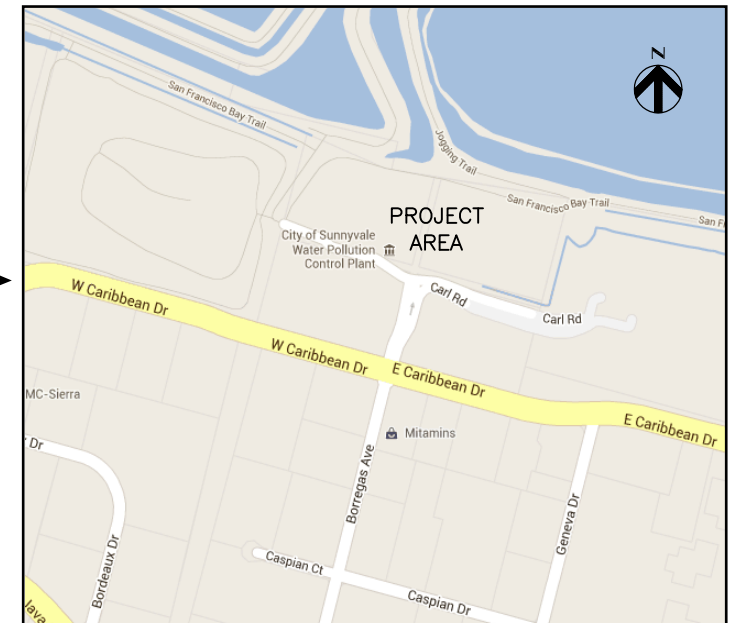 N
San Francisco Bay Trail
Jogging Trail
San Francisco Bay Trail
San F
PROJECT
AREA
City of Sunnyvale
Water Pollution
Control Plant
Carl Rd
Carl Rd
W Caribbean Dr
W Caribbean Dr
E Caribbean Dr
E Caribbean Dr
MC-Sierra
Mitamins
Dr
Borregas Ave
Geneva Dr
Bordeaux Dr
Caspian Ct
Caspian Dr
Java